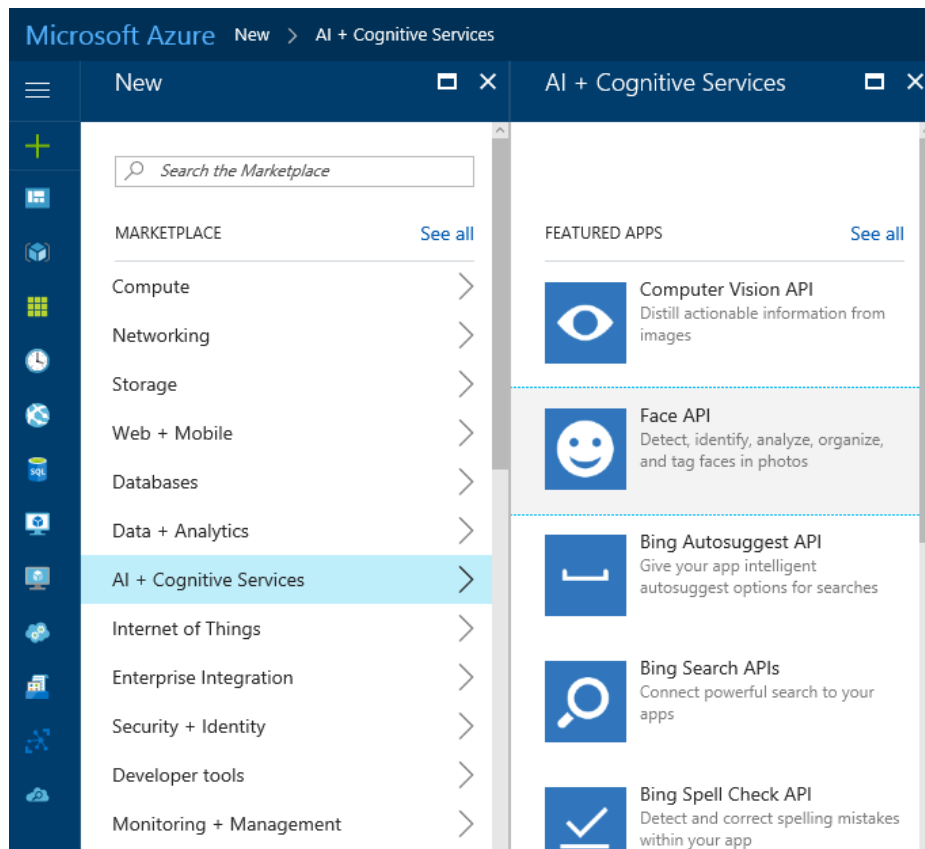 Microsoft Azure New > AI + Cognitive Services
New
Search the Marketplace
MARKETPLACE See all
Compute
Networking
Storage
Web + Mobile
Databases
Data + Analytics
AI + Cognitive Services
Internet of Things
Enterprise Integration
Security + Identity
Developer tools
Monitoring + Management
AI + Cognitive Services
FEATURED APPS See all
Computer Vision API
Distill actionable information from
images
Face API
Detect, identify, analyze, organize,
and tag faces in photos
Bing Autosuggest API
Give your app intelligent
autosuggest options for searches
Bing Search APIs
Connect powerful search to your
apps
Bing Spell Check API
Detect and correct spelling mistakes
within your app
SQL